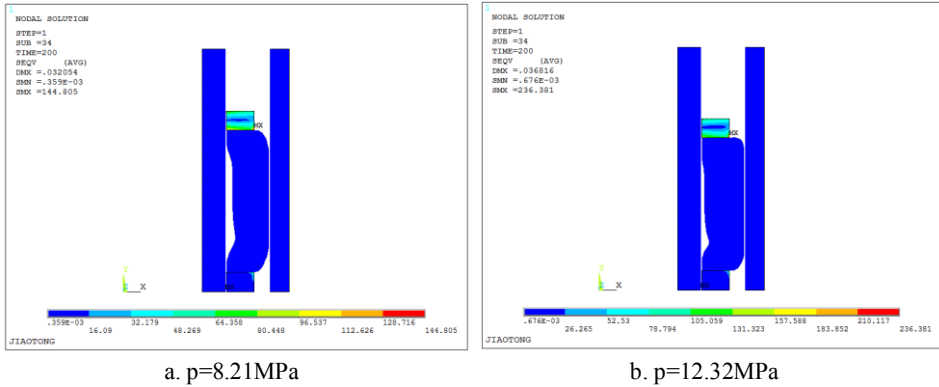 1
NODAL SOLUTION
STEP=1
SUB =34
TIME=200
SEQV (AVG)
DMX =.032054
SMN =.359E-03
SMX =144.805
MX
MN
Y
Z X
.359E-03 16.09 32.179 48.269 64.358 80.448 96.537 112.626 128.716 144.805
JIAOTONG
a. p=8.21MPa
1
NODAL SOLUTION
STEP=1
SUB =34
TIME=200
SEQV (AVG)
DMX =.036816
SMN =.676E-03
SMX =236.381
MX
Y
Z X
.676E-03 26.265 52.53 78.794 105.059 131.323 157.588 183.852 210.117 236.381
JIAOTONG
b. p=12.32MPa